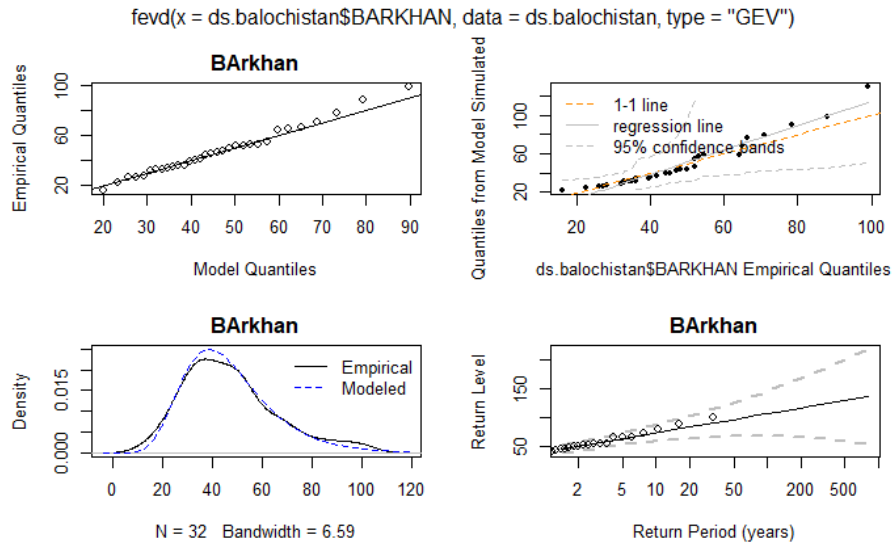 fevd(x = ds.balochistan$BARKHAN, data = ds.balochistan, type = "GEV")
BArkhan
Empirical Quantiles
20 60 100
20 30 40 50 60 70 80 90
Model Quantiles
Quantiles from Model Simulated
20 60 100
1-1 line
regression line
95% confidence bands
20 40 60 80 100
ds.balochistan$BARKHAN Empirical Quantiles
BArkhan
Density
0.000 0.015
Empirical
Modeled
0 20 40 60 80 100 120
N = 32 Bandwidth = 6.59
BArkhan
Return Level
50 150
2 5 10 20 50 200 500
Return Period (years)